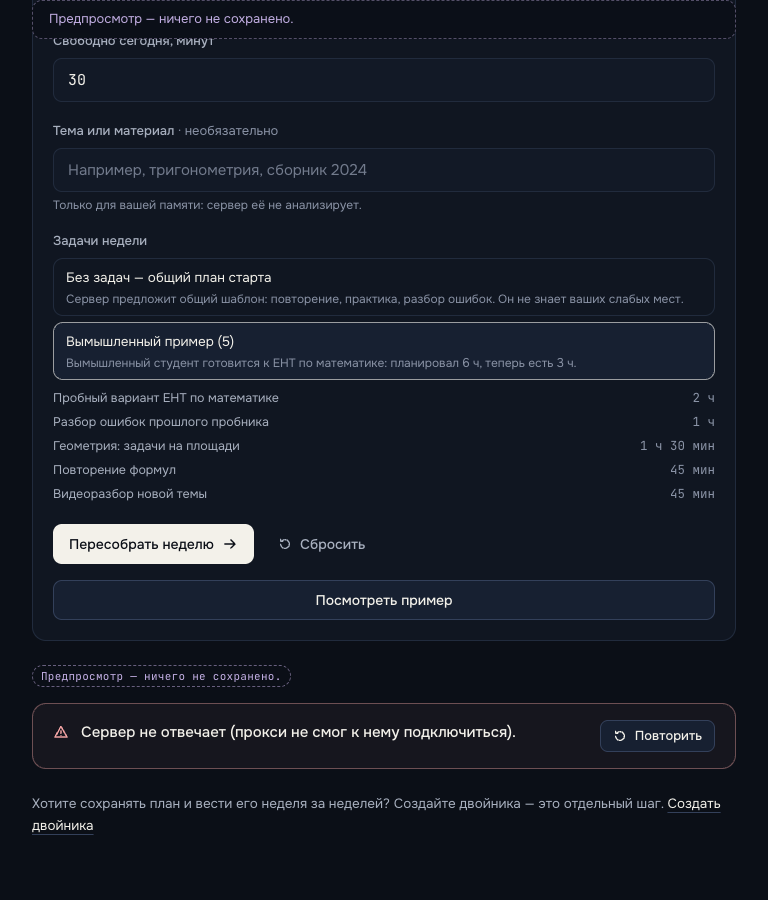 Предпросмотр — ничего не сохранено.
Свободно сегодня, минут
30
Тема или материал · необязательно
Например, тригонометрия, сборник 2024
Только для вашей памяти: сервер её не анализирует.
Задачи недели
Без задач — общий план старта
Сервер предложит общий шаблон: повторение, практика, разбор ошибок. Он не знает ваших слабых мест.
Вымышленный пример (5)
Вымышленный студент готовится к ЕНТ по математике: планировал 6 ч, теперь есть 3 ч.
Пробный вариант ЕНТ по математике 2 ч
Разбор ошибок прошлого пробника 1 ч
Геометрия: задачи на площади 1 ч 30 мин
Повторение формул 45 мин
Видеоразбор новой темы 45 мин
Пересобрать неделю → Сбросить
Посмотреть пример
Предпросмотр — ничего не сохранено.
Сервер не отвечает (прокси не смог к нему подключиться). Повторить
Хотите сохранять план и вести его неделя за неделей? Создайте двойника — это отдельный шаг. Создать
двойника